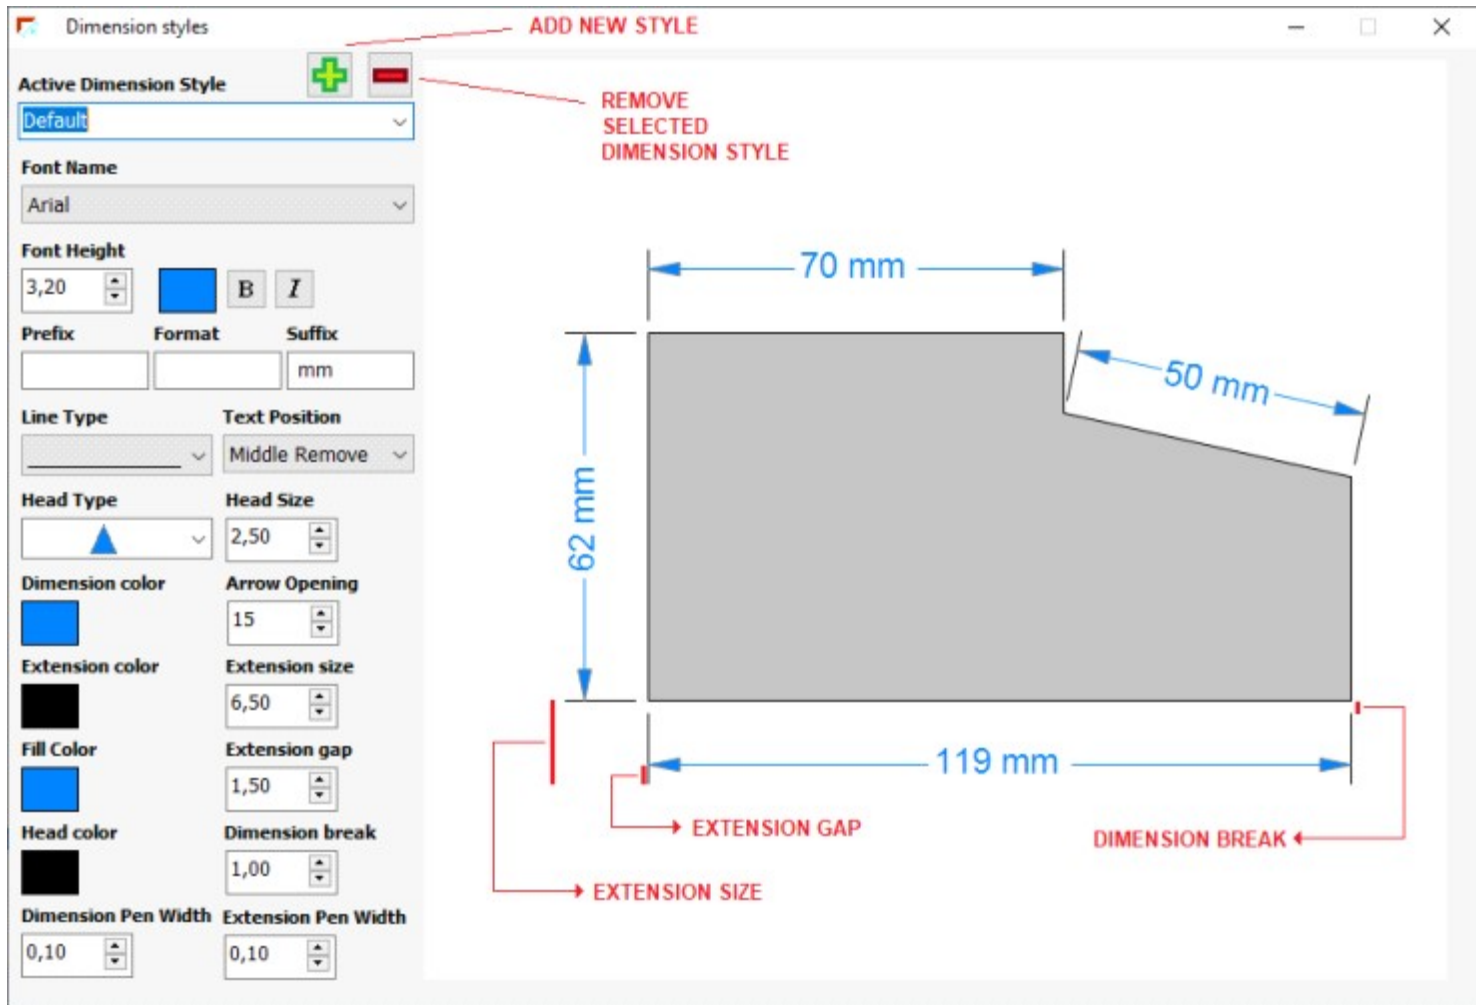 Dimension styles
ADD NEW STYLE
Active Dimension Style
Default
REMOVE
SELECTED
DIMENSION STYLE
Font Name
Arial
Font Height
3,20
B
I
Prefix
Format
Suffix
mm
Line Type
Text Position
Middle Remove
Head Type
Head Size
2,50
Dimension color
Arrow Opening
15
Extension color
Extension size
6,50
Fill Color
Extension gap
1,50
Head color
Dimension break
1,00
Dimension Pen Width
Extension Pen Width
0,10
0,10
70 mm
50 mm
62 mm
119 mm
EXTENSION GAP
DIMENSION BREAK
EXTENSION SIZE